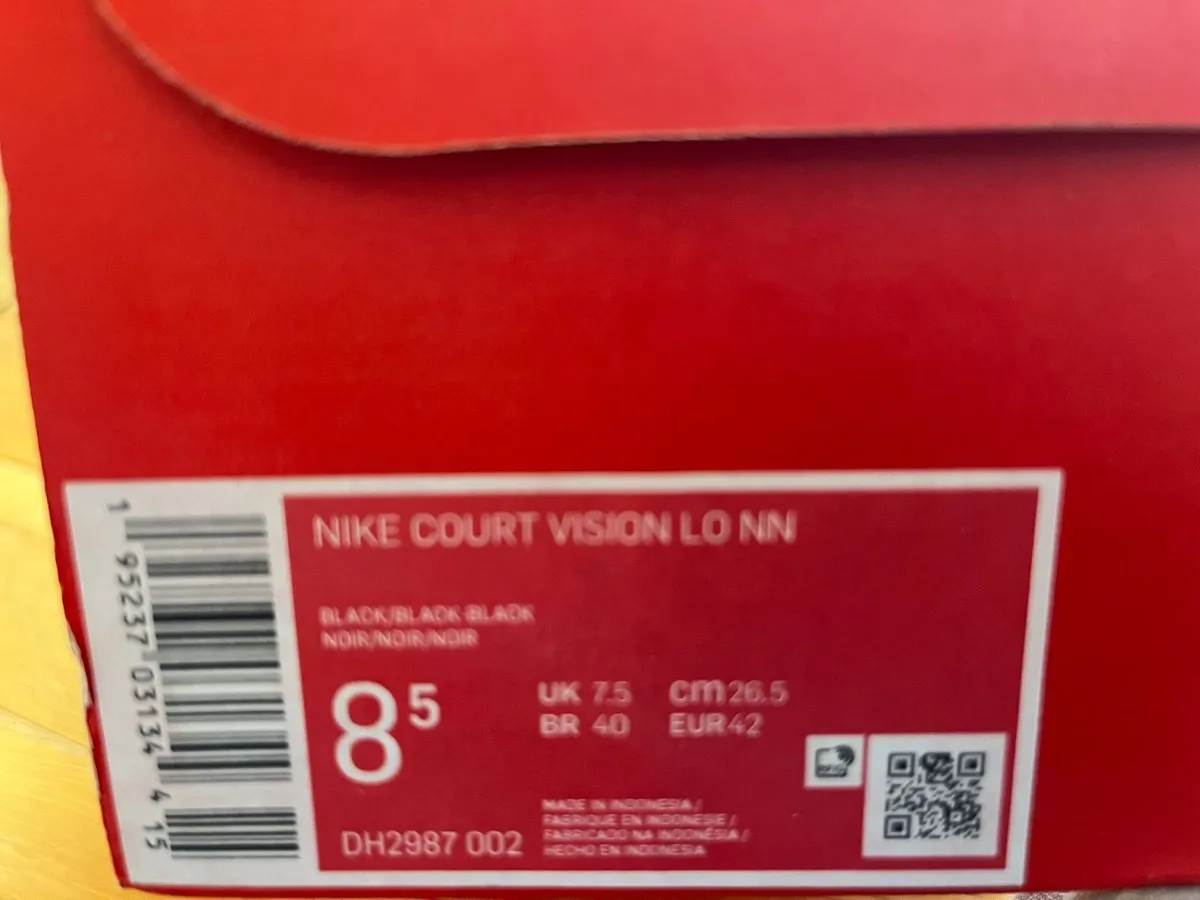 NIKE COURT VISION LO NN
BLACK/BLACK-BLACK
NOIR/NOIR/NOIR
8 5
UK 7.5 cm 26.5
BR 40 EUR 42
MADE IN INDONESIA /
FABRIQUE EN INDONESIE /
FABRICADO NA INDONÉSIA /
HECHO EN INDONESIA
DH2987 002
1 95237 03134 4 15